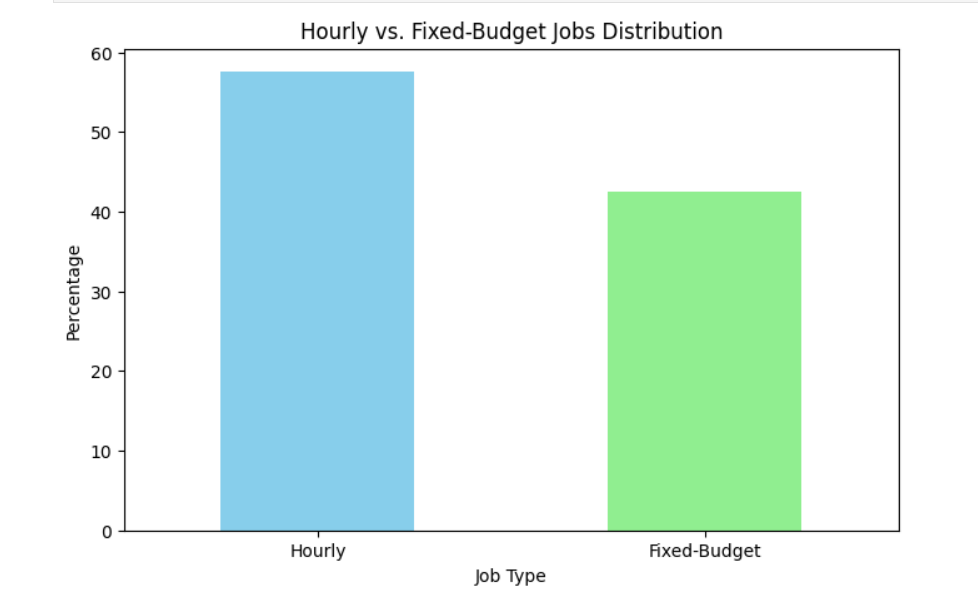 Hourly vs. Fixed-Budget Jobs Distribution
60
50
40
30
20
10
0
Percentage
Hourly
Fixed-Budget
Job Type